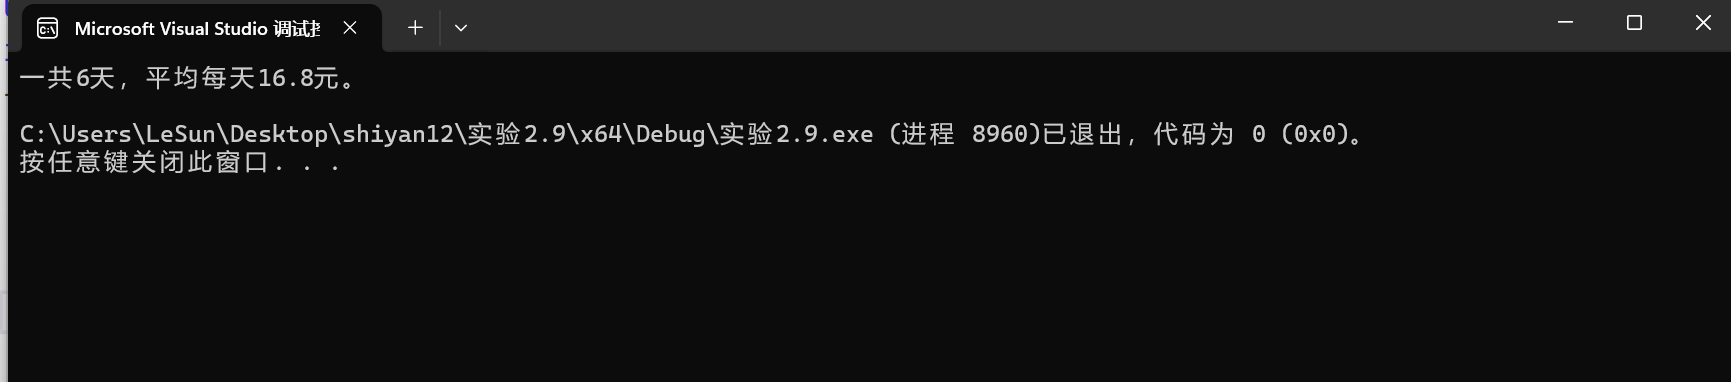 Microsoft Visual Studio 调试
一共6天，平均每天16.8元。
C:\Users\LeSun\Desktop\shiyan12\实验2.9\x64\Debug\实验2.9.exe (进程 8960)已退出，代码为 0 (0x0)。
按任意键关闭此窗口. . .